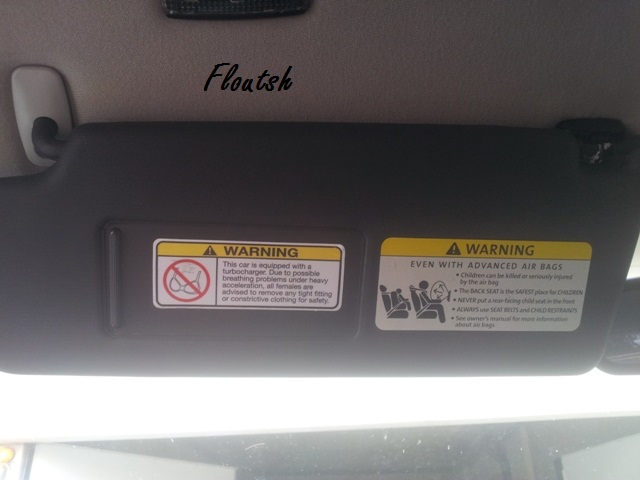 Floutsh
WARNING
This car is equipped with a
turbocharger. Due to possible
breathing problems under heavy
acceleration, all females are
advised to remove any tight fitting
or constrictive clothing for safety.
WARNING
EVEN WITH ADVANCED AIR BAGS
• Children can be killed or seriously injured
by the air bag
• The BACK SEAT is the SAFEST place for CHILDREN
• NEVER put a rear-facing child seat in the front
• ALWAYS use SEAT BELTS and CHILD RESTRAINTS
• See owner's manual for more information
about air bags